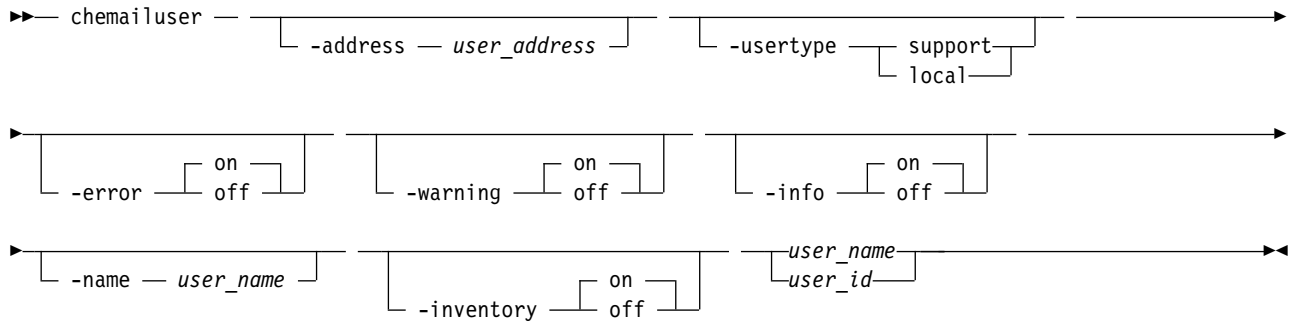 chemailuser
-address user_address
-usertype support
local
on
-error off
on
-warning off
on
-info off
-name user_name
on
-inventory off
user_name
user_id